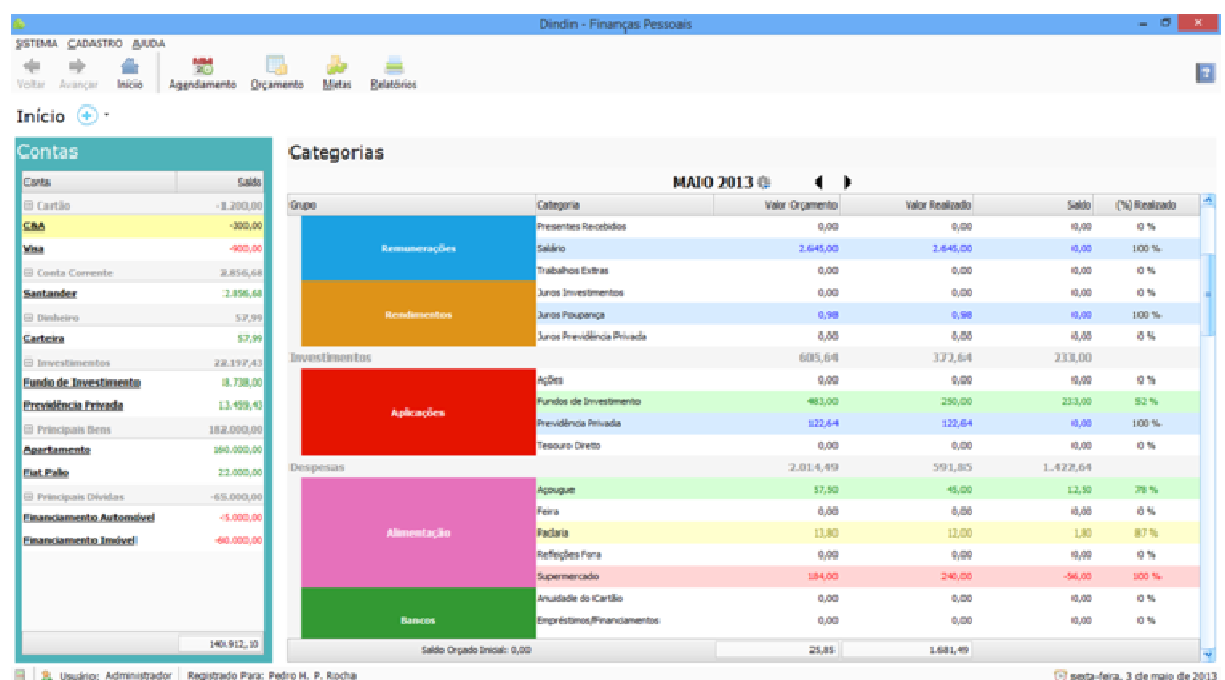 Dindin - Finanças Pessoais
SISTEMA CADASTRO AJUDA
Voltar Avançar Início Agendamento Orçamento Metas Relatórios
Início
Contas
Conta Saldo
Cartão -1.200,00
C&A -300,00
Visa -900,00
Conta Corrente 2.856,68
Santander 2.856,68
Dinheiro 57,99
Carteira 57,99
Investimentos 22.197,43
Fundo de Investimento 8.738,00
Previdência Privada 13.459,43
Principais Bens 182.000,00
Apartamento 160.000,00
Fiat Palio 22.000,00
Principais Dívidas -65.000,00
Financiamento Automóvel -5.000,00
Financiamento Imóvel -60.000,00
140.912,10
Categorias
MAIO 2013
Grupo Categoria Valor Orçamento Valor Realizado Saldo (%) Realizado
Remunerações
Presentes Recebidos 0,00 0,00 0,00 0 %
Salário 2.645,00 2.645,00 0,00 100 %
Trabalhos Extras 0,00 0,00 0,00 0 %
Rendimentos
Juros Investimentos 0,00 0,00 0,00 0 %
Juros Poupança 0,98 0,98 0,00 100 %
Juros Previdência Privada 0,00 0,00 0,00 0 %
Investimentos 605,64 372,64 233,00
Aplicações
Ações 0,00 0,00 0,00 0 %
Fundos de Investimento 483,00 250,00 233,00 52 %
Previdência Privada 122,64 122,64 0,00 100 %
Tesouro Direto 0,00 0,00 0,00 0 %
Despesas 2.014,49 591,85 1.422,64
Alimentação
Açougue 57,50 45,00 12,50 78 %
Feira 0,00 0,00 0,00 0 %
Padaria 13,80 12,00 1,80 87 %
Refeições Fora 0,00 0,00 0,00 0 %
Supermercado 184,00 240,00 -56,00 100 %
Bancos
Anuidade do Cartão 0,00 0,00 0,00 0 %
Empréstimos/Financiamentos 0,00 0,00 0,00 0 %
Saldo Orçado Inicial: 0,00 25,85 1.681,49
Usuário: Administrador Registrado Para: Pedro H. P. Rocha sexta-feira, 3 de maio de 2013